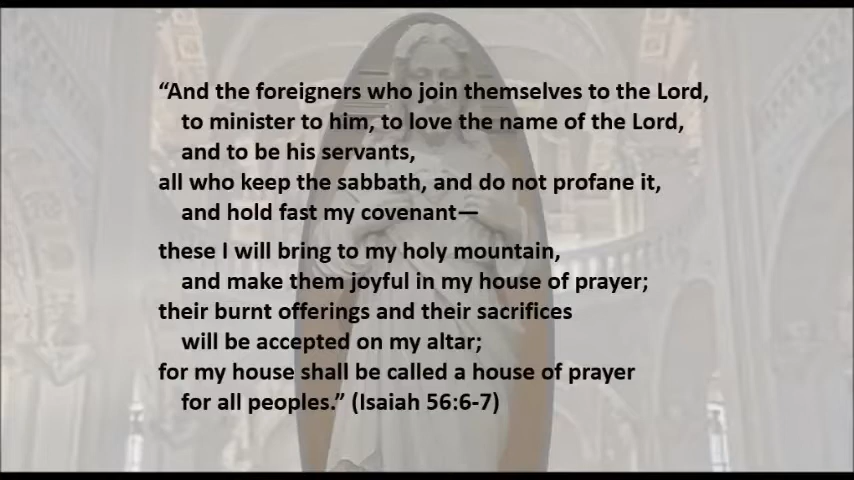 “And the foreigners who join themselves to the Lord,
to minister to him, to love the name of the Lord,
and to be his servants,
all who keep the sabbath, and do not profane it,
and hold fast my covenant—
these I will bring to my holy mountain,
and make them joyful in my house of prayer;
their burnt offerings and their sacrifices
will be accepted on my altar;
for my house shall be called a house of prayer
for all peoples.” (Isaiah 56:6-7)